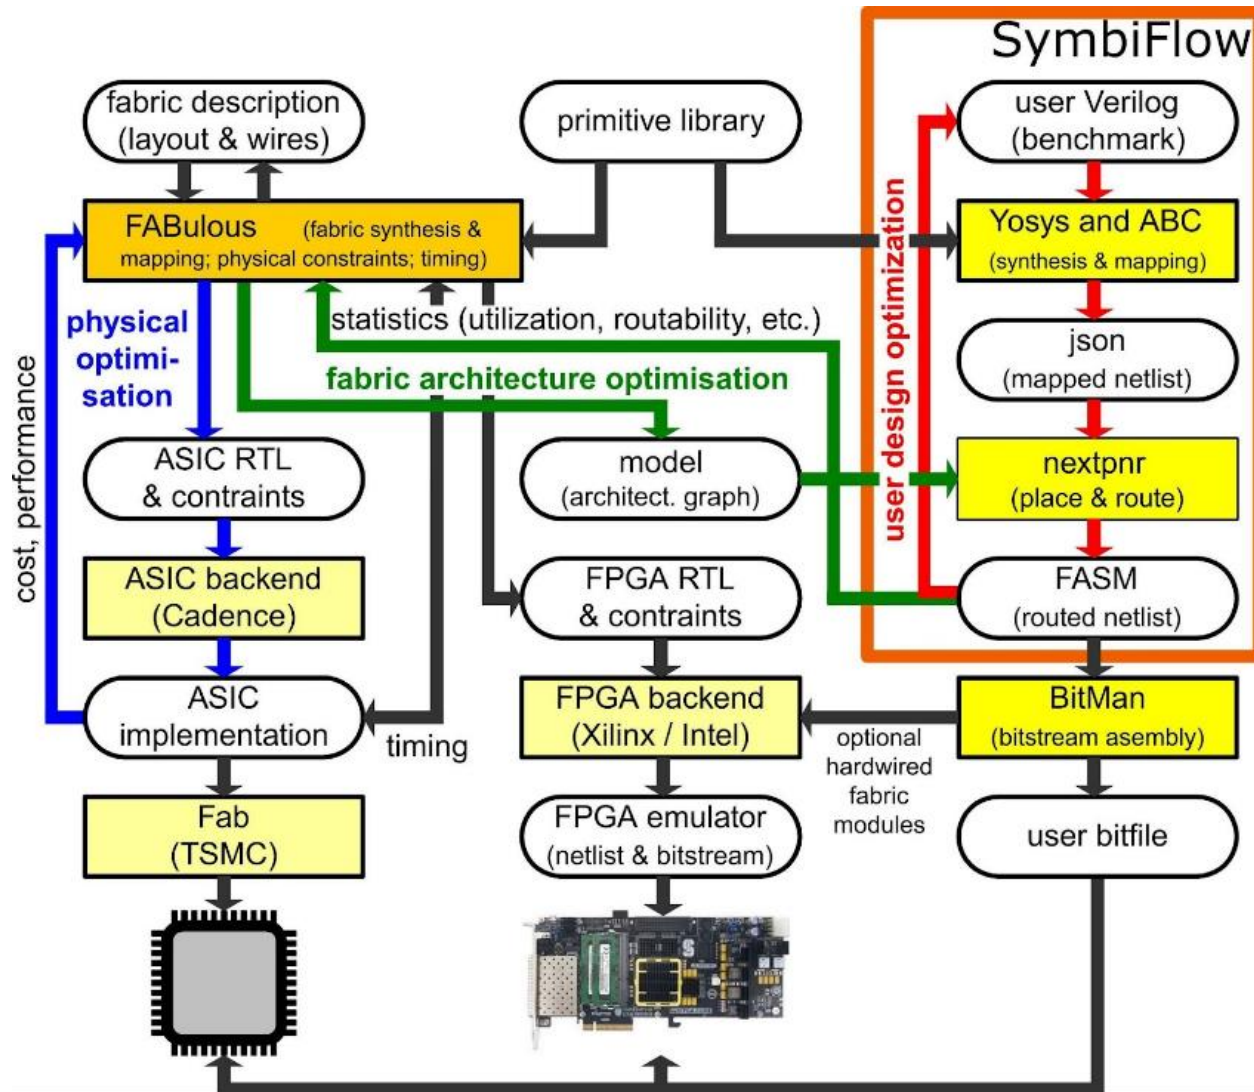 SymbiFlow
fabric description
(layout & wires)
primitive library
user Verilog
(benchmark)
FABulous (fabric synthesis &
mapping; physical constraints; timing)
Yosys and ABC
(synthesis & mapping)
physical
optimi-
sation
statistics (utilization, routability, etc.)
fabric architecture optimisation
user design optimization
json
(mapped netlist)
cost, performance
ASIC RTL
& contraints
model
(architect. graph)
nextpnr
(place & route)
ASIC backend
(Cadence)
FPGA RTL
& contraints
FASM
(routed netlist)
ASIC
implementation
timing
FPGA backend
(Xilinx / Intel)
optional
hardwired
fabric
modules
BitMan
(bitstream asembly)
Fab
(TSMC)
FPGA emulator
(netlist & bitstream)
user bitfile